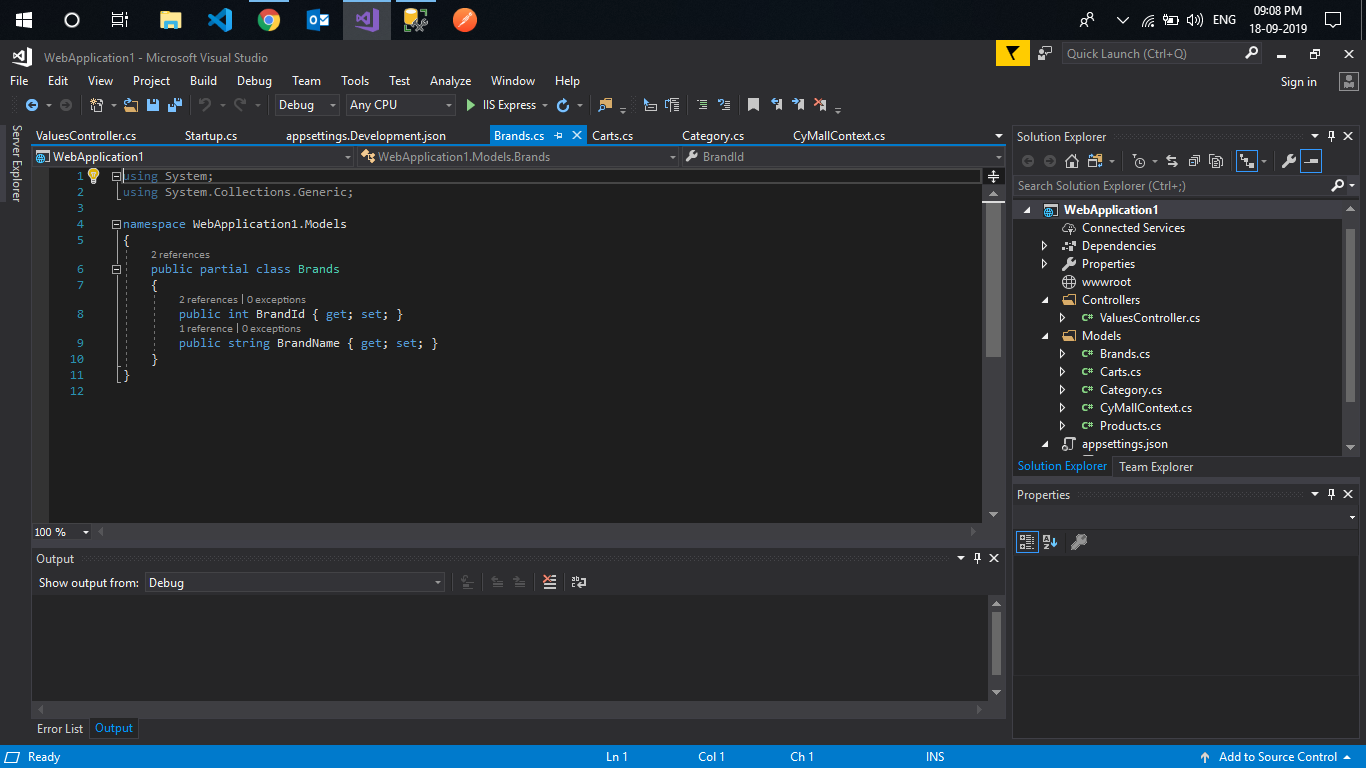 09:08 PM
ENG
18-09-2019
WebApplication1 - Microsoft Visual Studio
Quick Launch (Ctrl+Q)
File Edit View Project Build Debug Team Tools Test Analyze Window Help
Sign in
Debug Any CPU IIS Express
Server Explorer
ValuesController.cs Startup.cs appsettings.Development.json Brands.cs Carts.cs Category.cs CyMallContext.cs
WebApplication1 WebApplication1.Models.Brands BrandId
1 using System;
2 using System.Collections.Generic;
3
4 namespace WebApplication1.Models
5 {
2 references
6 public partial class Brands
7 {
2 references | 0 exceptions
8 public int BrandId { get; set; }
1 reference | 0 exceptions
9 public string BrandName { get; set; }
10 }
11 }
12
100 %
Output
Show output from: Debug
Error List Output
Solution Explorer
Search Solution Explorer (Ctrl+;)
WebApplication1
Connected Services
Dependencies
Properties
wwwroot
Controllers
C# ValuesController.cs
Models
C# Brands.cs
C# Carts.cs
C# Category.cs
C# CyMallContext.cs
C# Products.cs
appsettings.json
Solution Explorer Team Explorer
Properties
Ready Ln 1 Col 1 Ch 1 INS Add to Source Control